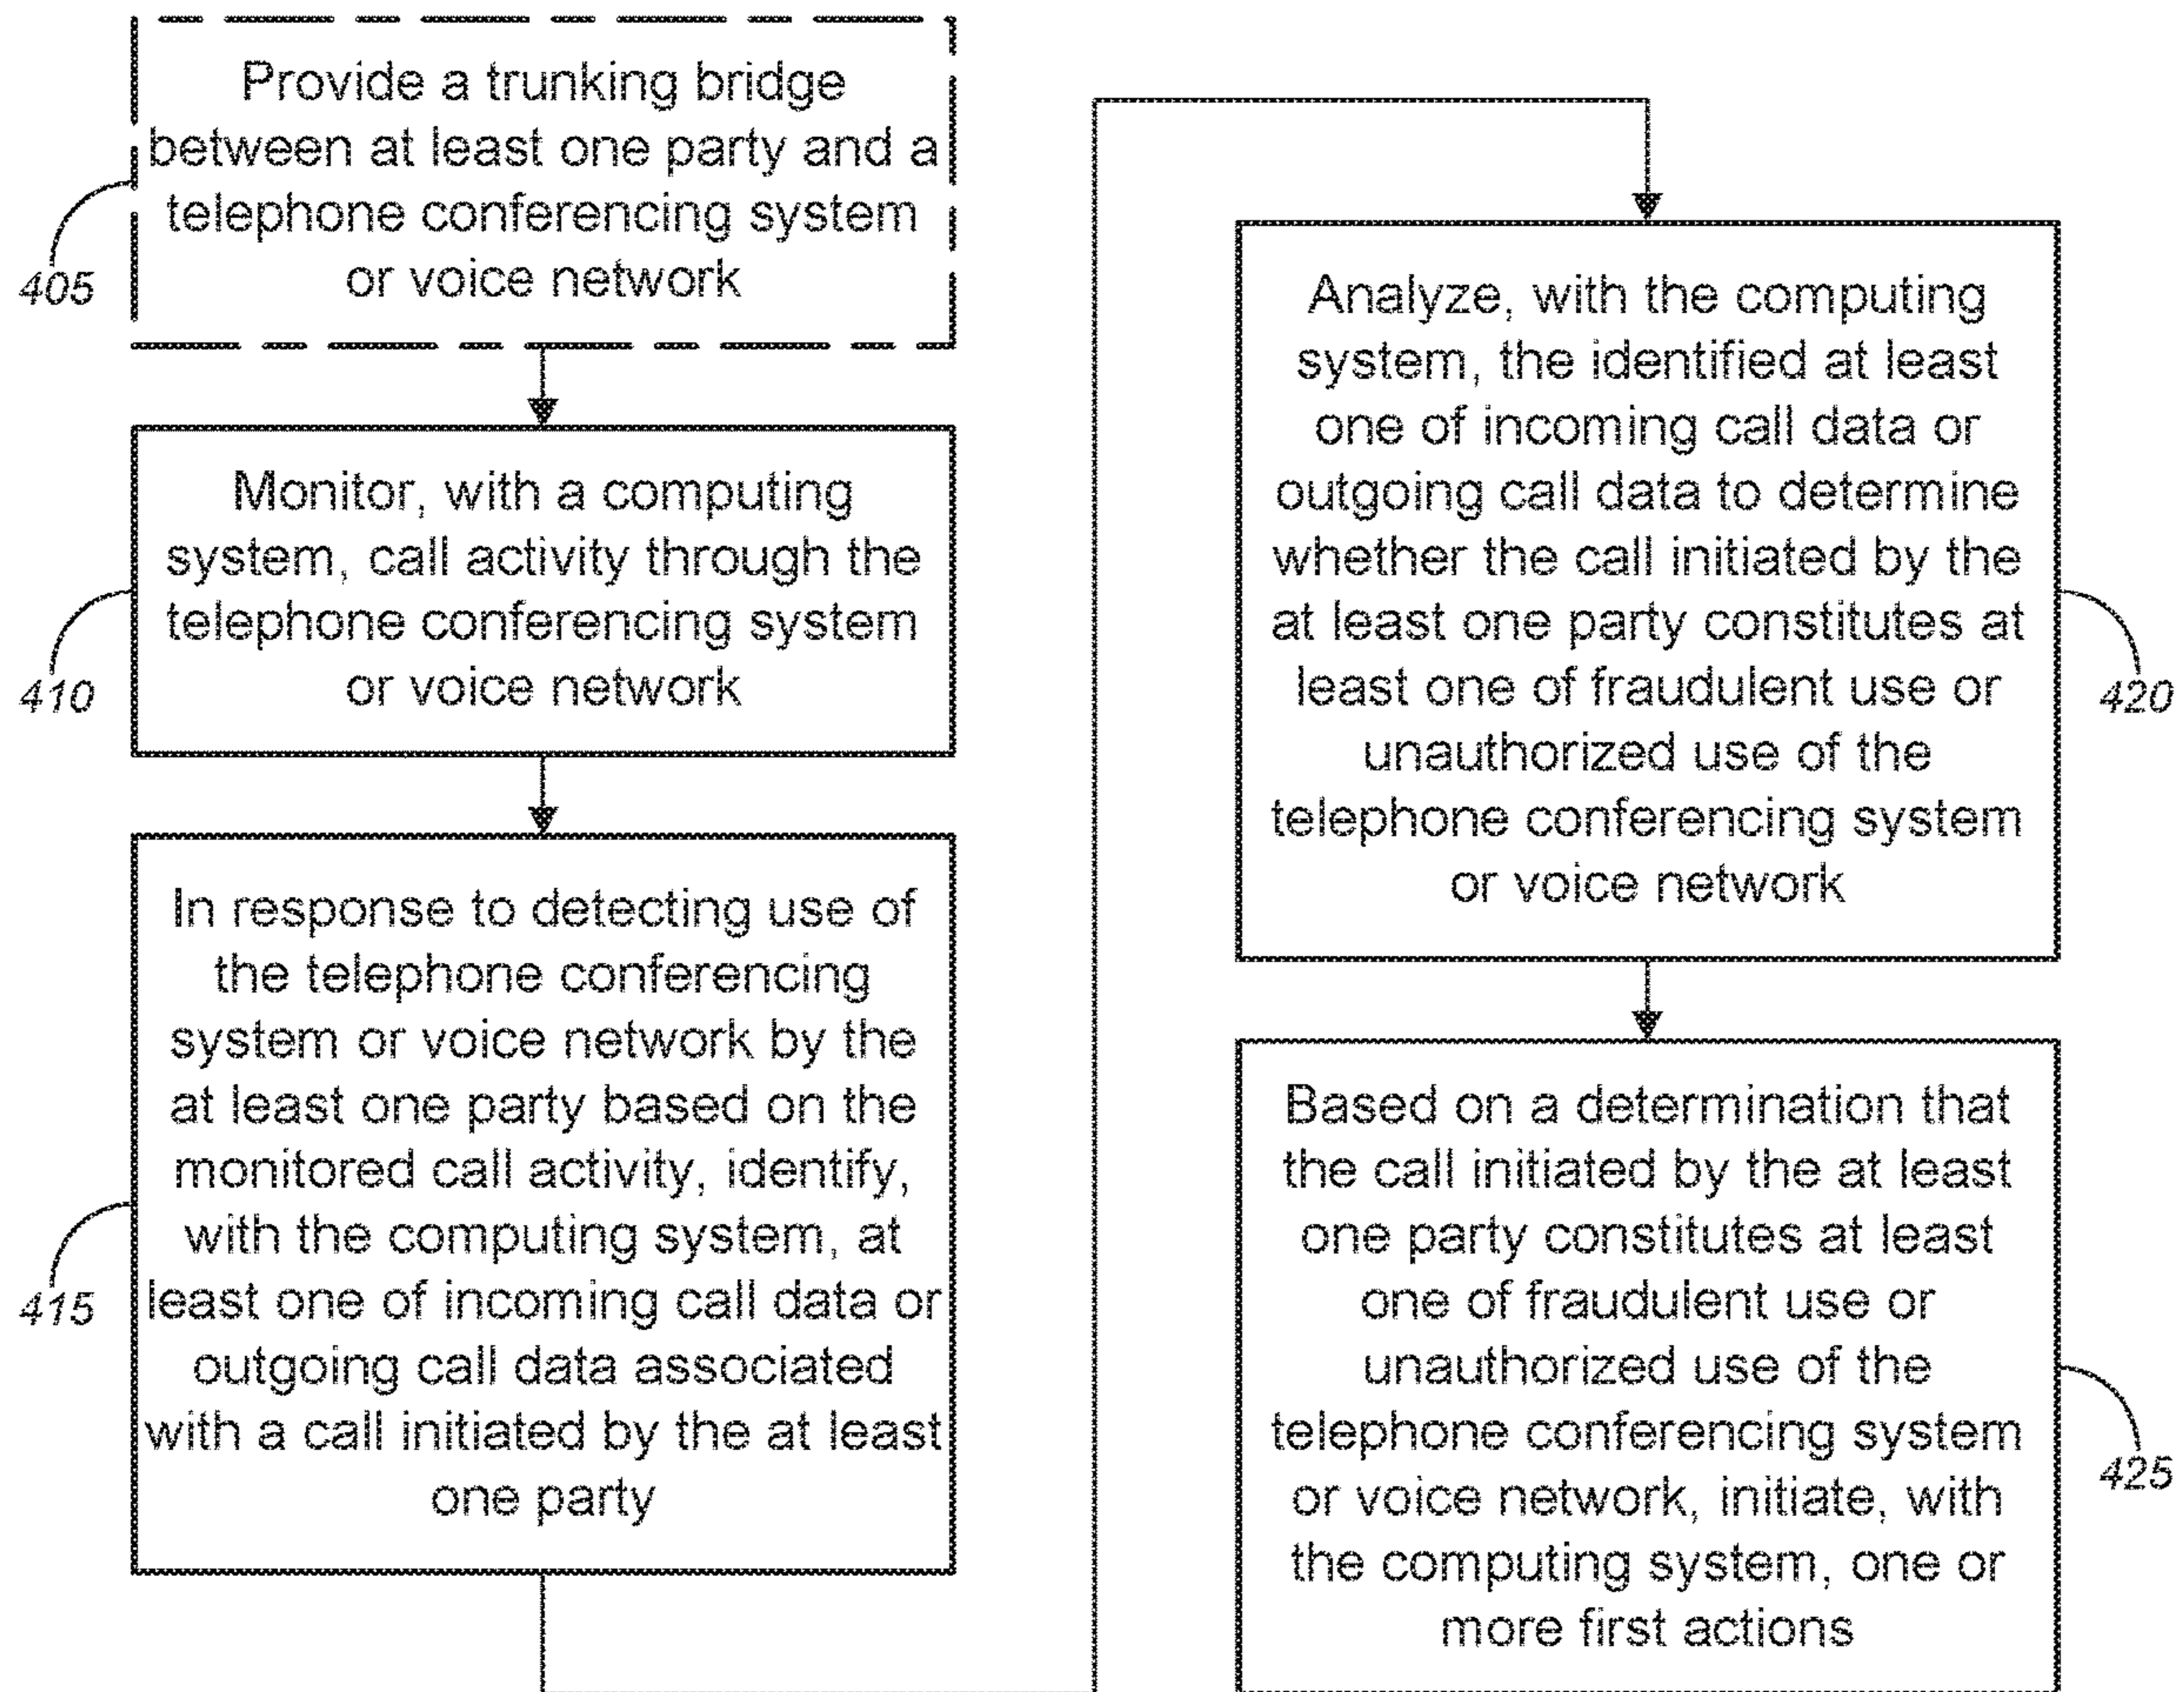 Provide a trunking bridge
between at least one party and a
telephone conferencing system
or voice network
405
Monitor, with a computing
system, call activity through the
telephone conferencing system
or voice network
410
In response to detecting use of
the telephone conferencing
system or voice network by the
at least one party based on the
monitored call activity, identify,
with the computing system, at
least one of incoming call data or
outgoing call data associated
with a call initiated by the at least
one party
415
Analyze, with the computing
system, the identified at least
one of incoming call data or
outgoing call data to determine
whether the call initiated by the
at least one party constitutes at
least one of fraudulent use or
unauthorized use of the
telephone conferencing system
or voice network
420
Based on a determination that
the call initiated by the at least
one party constitutes at least
one of fraudulent use or
unauthorized use of the
telephone conferencing system
or voice network, initiate, with
the computing system, one or
more first actions
425